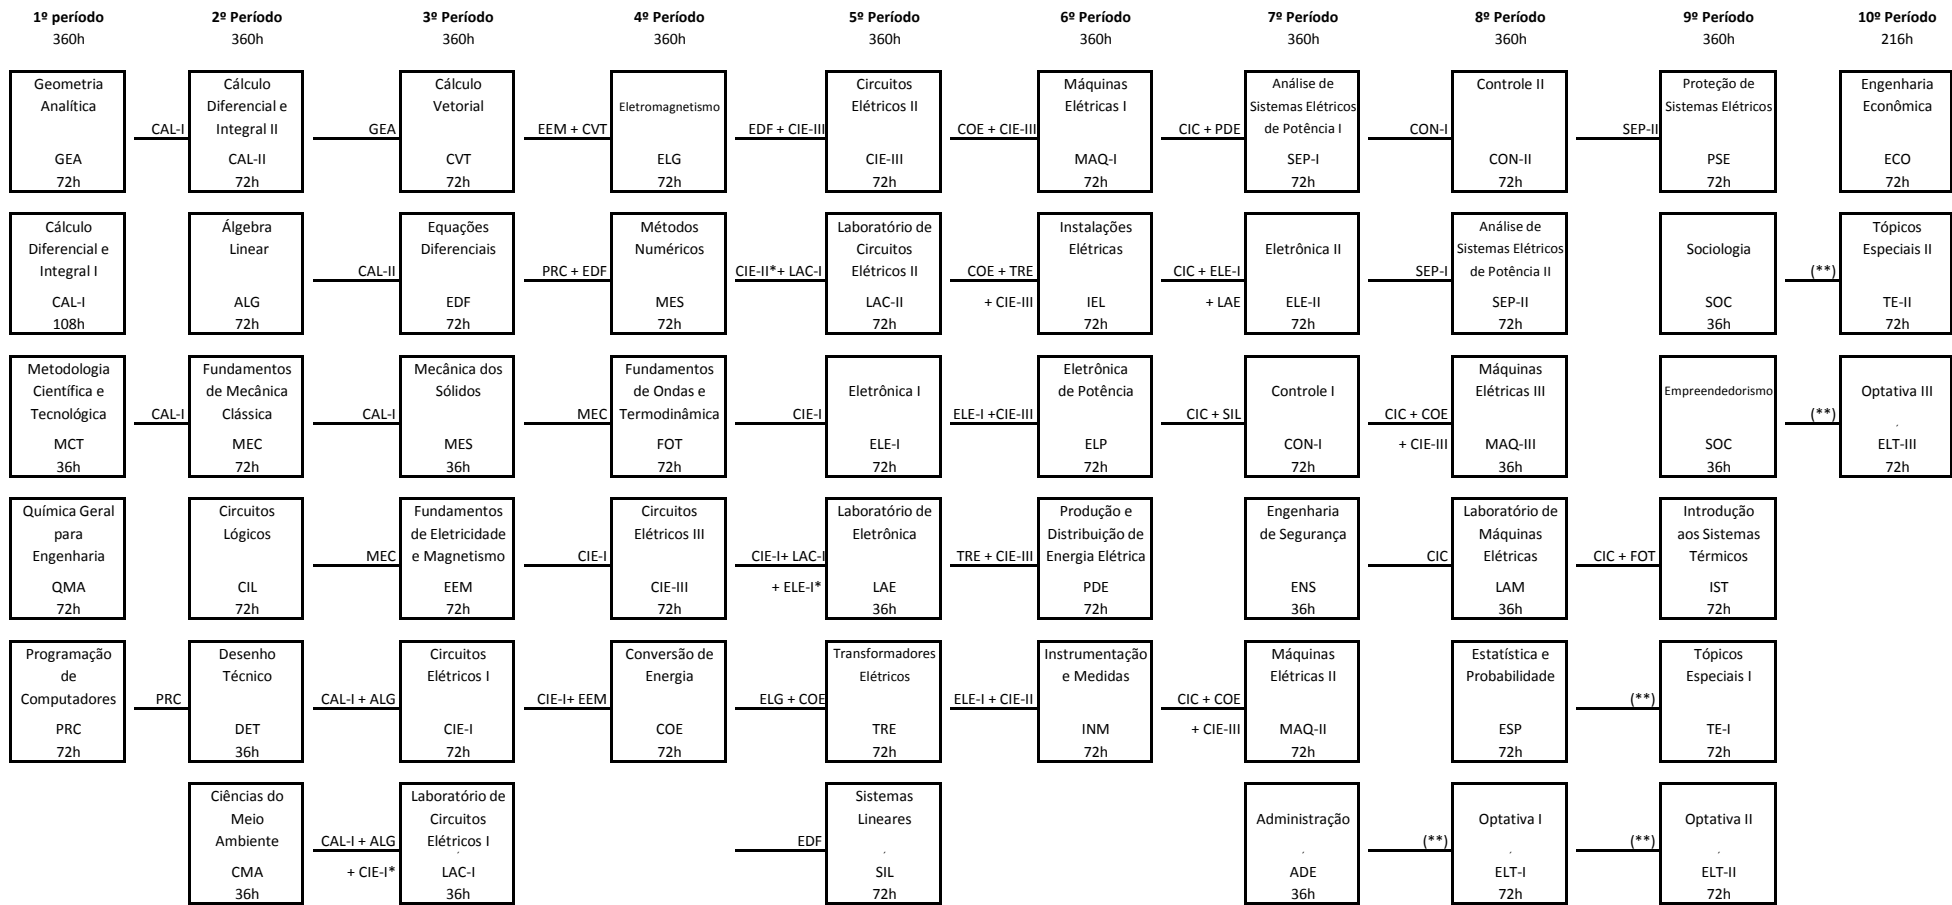 1º período
360h
2º Período
360h
3º Período
360h
4º Período
360h
5º Período
360h
6º Período
360h
7º Período
360h
8º Período
360h
9º Período
360h
10º Período
216h
Geometria
Analítica
GEA
72h
CAL-I
Cálculo
Diferencial e
Integral II
CAL-II
72h
GEA
Cálculo
Vetorial
CVT
72h
EEM + CVT
Eletromagnetismo
ELG
72h
EDF + CIE-III
Circuitos
Elétricos II
CIE-III
72h
COE + CIE-III
Máquinas
Elétricas I
MAQ-I
72h
CIC + PDE
Análise de
Sistemas Elétricos
de Potência I
SEP-I
72h
CON-I
Controle II
CON-II
72h
SEP-II
Proteção de
Sistemas Elétricos
PSE
72h
Engenharia
Econômica
ECO
72h
Cálculo
Diferencial e
Integral I
CAL-I
108h
Álgebra
Linear
ALG
72h
CAL-II
Equações
Diferenciais
EDF
72h
PRC + EDF
Métodos
Numéricos
MES
72h
CIE-II*+ LAC-I
Laboratório de
Circuitos
Elétricos II
LAC-II
72h
COE + TRE
+ CIE-III
Instalações
Elétricas
IEL
72h
CIC + ELE-I
+ LAE
Eletrônica II
ELE-II
72h
SEP-I
Análise de
Sistemas Elétricos
de Potência II
SEP-II
72h
Sociologia
SOC
36h
(**)
Tópicos
Especiais II
TE-II
72h
Metodologia
Científica e
Tecnológica
MCT
36h
CAL-I
Fundamentos
de Mecânica
Clássica
MEC
72h
CAL-I
Mecânica dos
Sólidos
MES
36h
MEC
Fundamentos
de Ondas e
Termodinâmica
FOT
72h
CIE-I
Eletrônica I
ELE-I
72h
ELE-I +CIE-III
Eletrônica
de Potência
ELP
72h
CIC + SIL
Controle I
CON-I
72h
CIC + COE
+ CIE-III
Máquinas
Elétricas III
MAQ-III
36h
Empreendedorismo
SOC
36h
(**)
Optativa III
ELT-III
72h
Química Geral
para
Engenharia
QMA
72h
Circuitos
Lógicos
CIL
72h
MEC
Fundamentos
de Eletricidade
e Magnetismo
EEM
72h
CIE-I
Circuitos
Elétricos III
CIE-III
72h
CIE-I+ LAC-I
+ ELE-I*
Laboratório de
Eletrônica
LAE
36h
TRE + CIE-III
Produção e
Distribuição de
Energia Elétrica
PDE
72h
Engenharia
de Segurança
ENS
36h
CIC
Laboratório de
Máquinas
Elétricas
LAM
36h
CIC + FOT
Introdução
aos Sistemas
Térmicos
IST
72h
Programação
de
Computadores
PRC
72h
PRC
Desenho
Técnico
DET
36h
CAL-I + ALG
Circuitos
Elétricos I
CIE-I
72h
CIE-I+ EEM
Conversão de
Energia
COE
72h
ELG + COE
Transformadores
Elétricos
TRE
72h
ELE-I + CIE-II
Instrumentação
e Medidas
INM
72h
CIC + COE
+ CIE-III
Máquinas
Elétricas II
MAQ-II
72h
Estatística e
Probabilidade
ESP
72h
(**)
Tópicos
Especiais I
TE-I
72h
Ciências do
Meio
Ambiente
CMA
36h
CAL-I + ALG
+ CIE-I*
Laboratório de
Circuitos
Elétricos I
LAC-I
36h
EDF
Sistemas
Lineares
SIL
72h
Administração
ADE
36h
(**)
Optativa I
ELT-I
72h
(**)
Optativa II
ELT-II
72h